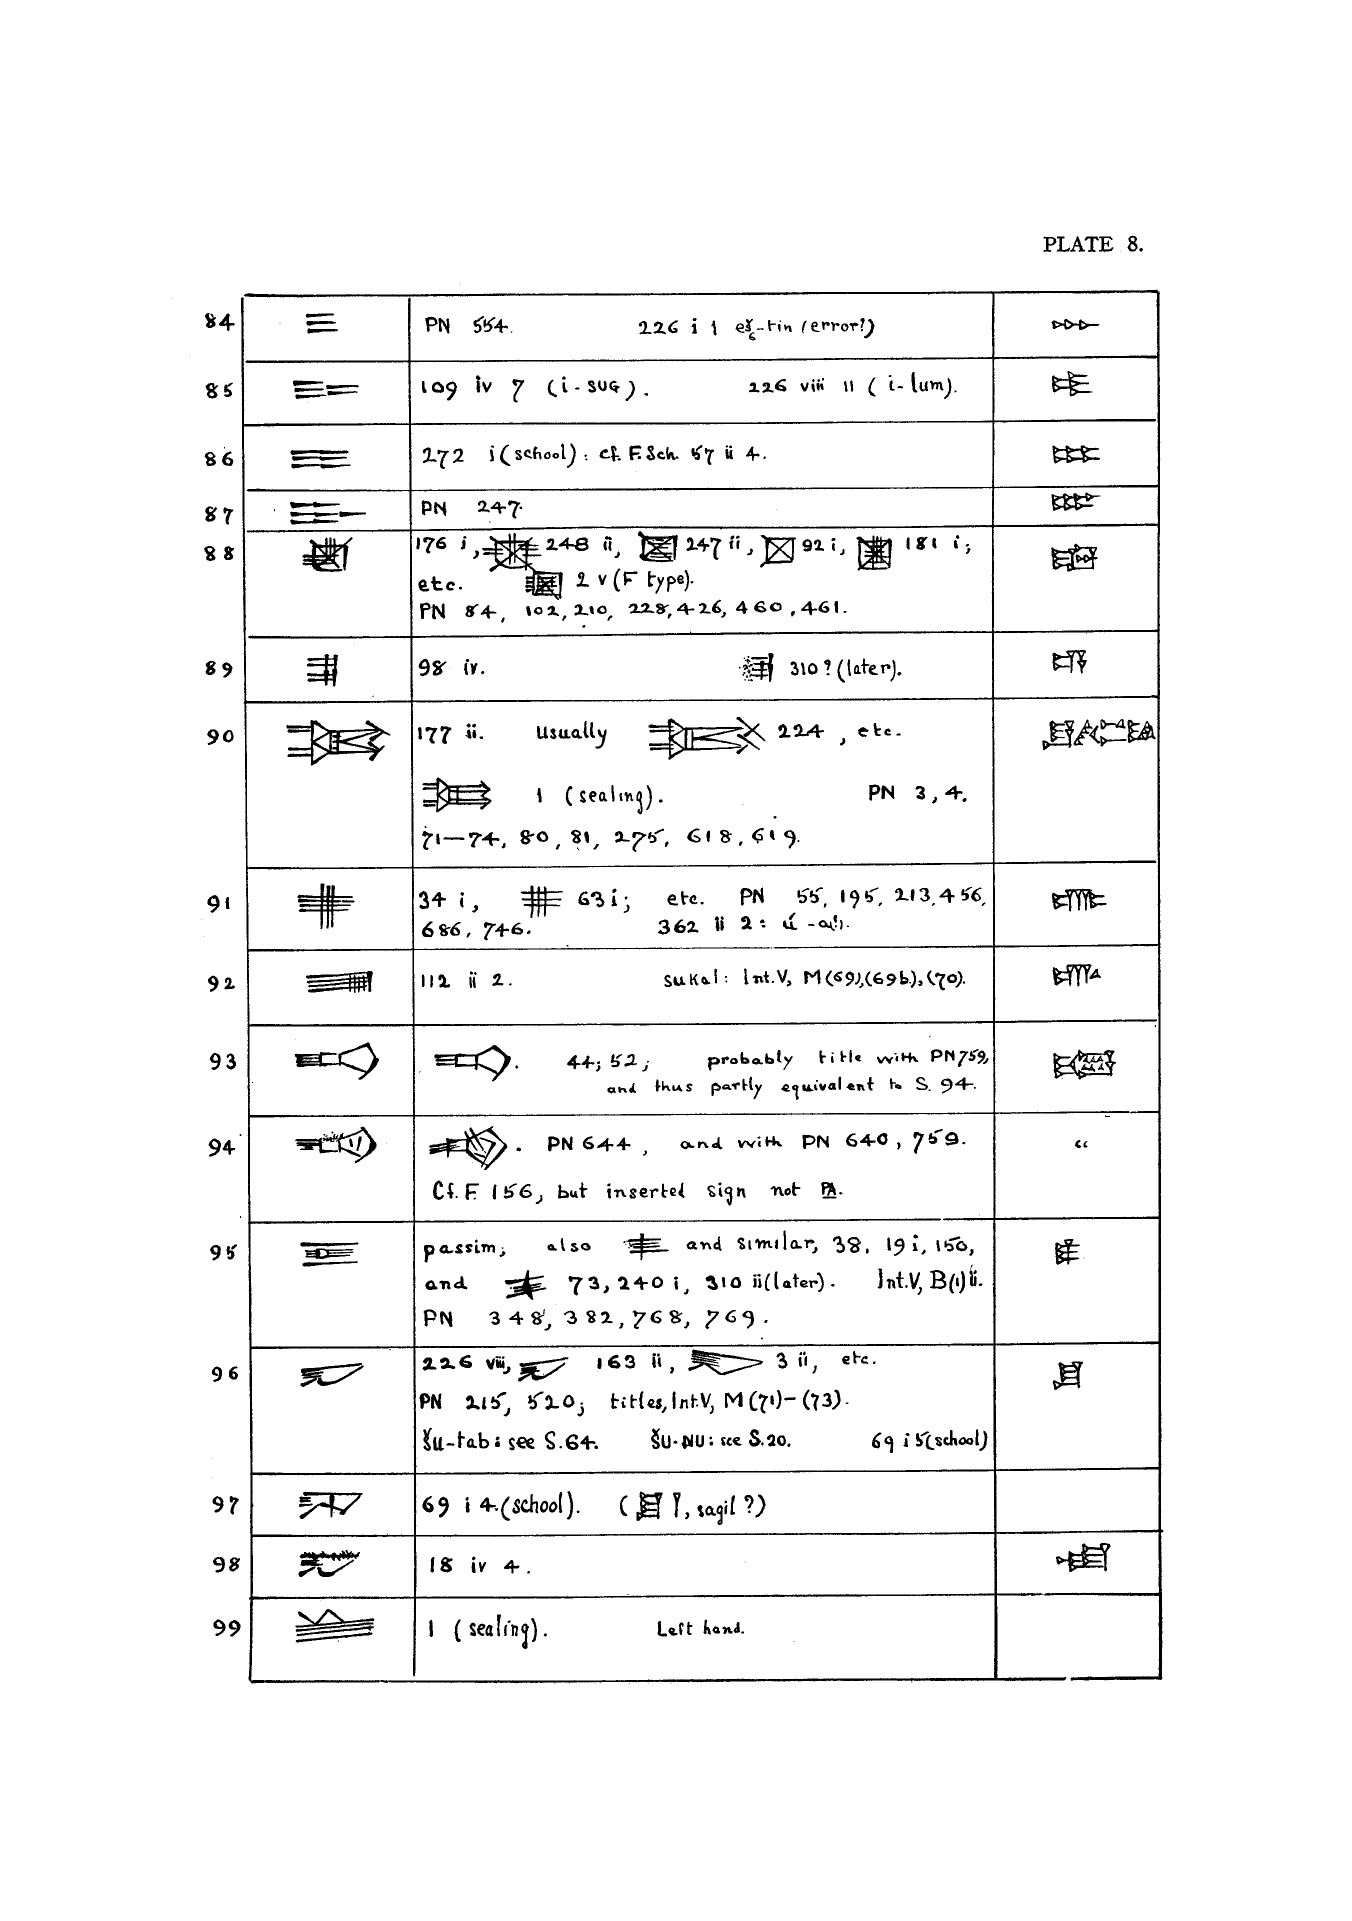 PLATE 8.
84 PN 554. 226 i 1 (error?)
85 109 iv 7 (i-SUG). 226 viii 11 (i-lum).
86 272 i (school): cf. F. Sch. 57 ii 4.
87 PN 247.
88 176 i, 248 ii, 247 ii, 92 i, 181 i;
etc. 2 v (F type).
PN 84, 102, 210, 228, 426, 460, 461.
89 98 iv. 310? (later).
90 177 ii. Usually 224, etc.
1 (sealing). PN 3, 4.
71—74, 80, 81, 275, 618, 619.
91 34 i, 63 i; etc. PN 55, 195, 213, 456,
686, 746. 362 ii 2:
92 112 ii 2. sukal: Int.V, M(69),(69b),(70).
93 . 44; 52; probably title with PN 759,
and thus partly equivalent to S. 94.
94 . PN 644, and with PN 640, 759. "
Cf. F. 156, but inserted sign not PA.
95 passim; also and similar, 38, 19 i, 150,
and 73, 240 i, 310 ii (later). Int.V, B(1) ii.
PN 348, 382, 768, 769.
96 226 viii, 163 ii, 3 ii, etc.
PN 215, 520; titles, Int.V, M(71)-(73).
ŠU-tab: see S. 64. ŠU-NU: see S. 20. 69 i 5 (school)
97 69 i 4. (school). ( , sagil?)
98 18 iv 4.
99 1 (sealing). Left hand.